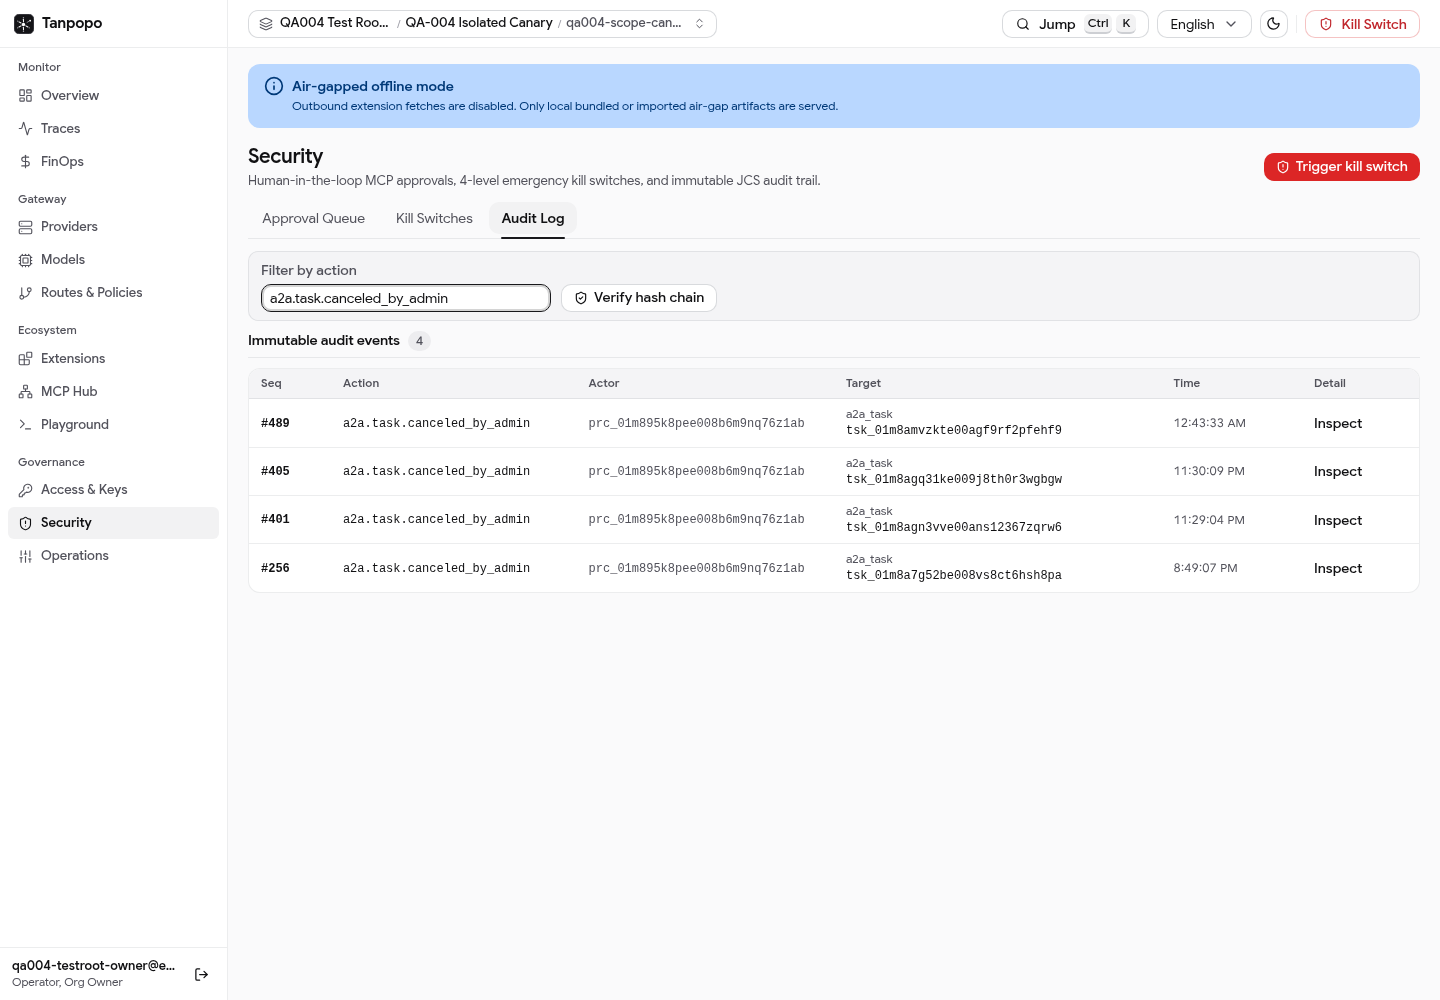 Tanpopo
QA004 Test Roo... / QA-004 Isolated Canary / qa004-scope-can...
Jump Ctrl K
English
Kill Switch
Monitor
Overview
Traces
FinOps
Gateway
Providers
Models
Routes & Policies
Ecosystem
Extensions
MCP Hub
Playground
Governance
Access & Keys
Security
Operations
qa004-testroot-owner@e...
Operator, Org Owner
Air-gapped offline mode
Outbound extension fetches are disabled. Only local bundled or imported air-gap artifacts are served.
Security
Human-in-the-loop MCP approvals, 4-level emergency kill switches, and immutable JCS audit trail.
Trigger kill switch
Approval Queue Kill Switches Audit Log
Filter by action
a2a.task.canceled_by_admin Verify hash chain
Immutable audit events 4
Seq Action Actor Target Time Detail
#489 a2a.task.canceled_by_admin prc_01m895k8pee008b6m9nq76z1ab a2a_task 12:43:33 AM Inspect
tsk_01m8amvzkte00agf9rf2pfehf9
#405 a2a.task.canceled_by_admin prc_01m895k8pee008b6m9nq76z1ab a2a_task 11:30:09 PM Inspect
tsk_01m8agq31ke009j8th0r3wgbgw
#401 a2a.task.canceled_by_admin prc_01m895k8pee008b6m9nq76z1ab a2a_task 11:29:04 PM Inspect
tsk_01m8agn3vve00ans12367zqrw6
#256 a2a.task.canceled_by_admin prc_01m895k8pee008b6m9nq76z1ab a2a_task 8:49:07 PM Inspect
tsk_01m8a7g52be008vs8ct6hsh8pa